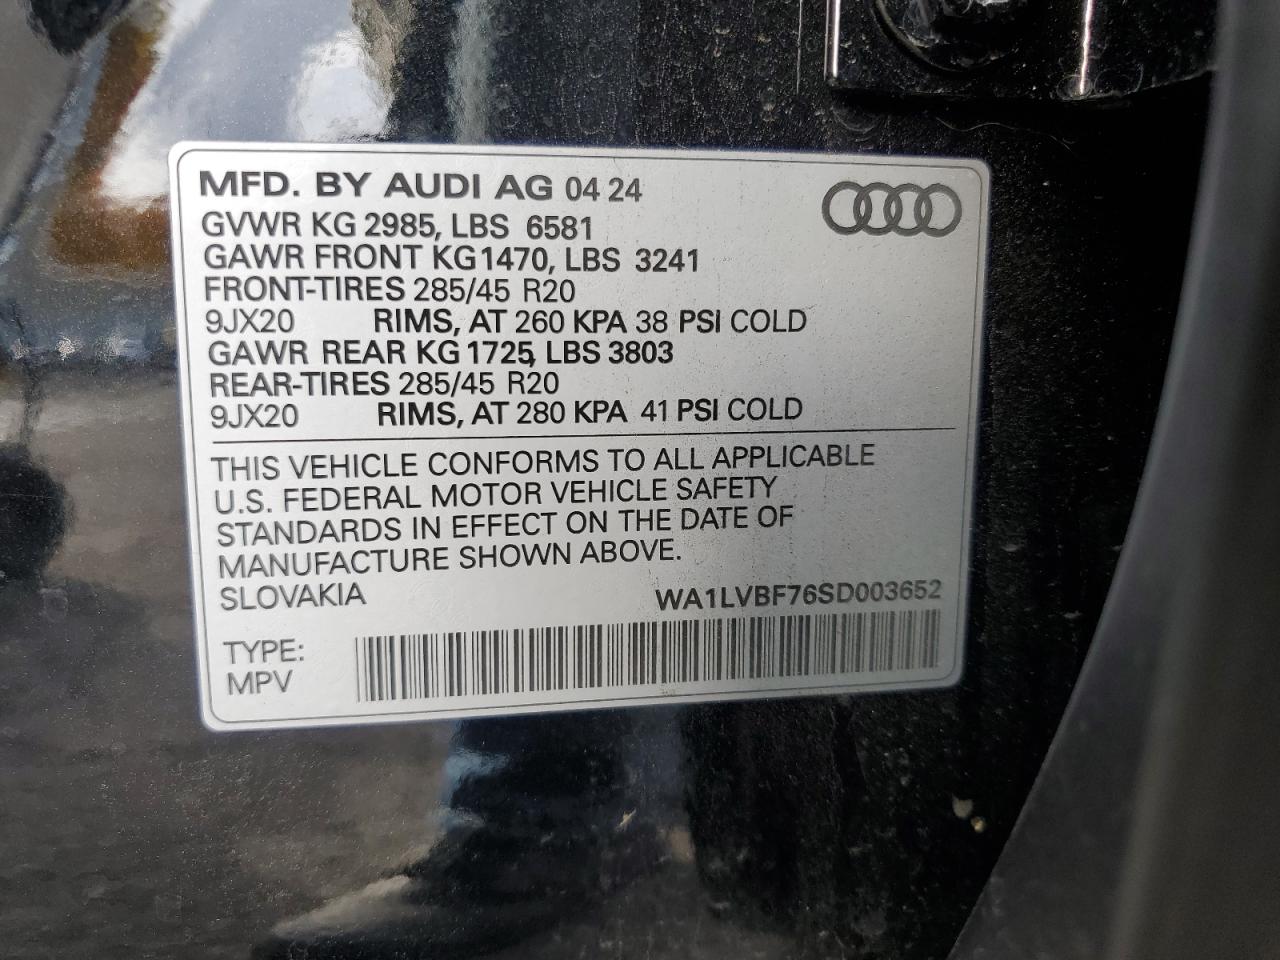 MFD. BY AUDI AG 04 24
GVWR KG 2985, LBS 6581
GAWR FRONT KG 1470, LBS 3241
FRONT-TIRES 285/45 R20
9JX20 RIMS, AT 260 KPA 38 PSI COLD
GAWR REAR KG 1725, LBS 3803
REAR-TIRES 285/45 R20
9JX20 RIMS, AT 280 KPA 41 PSI COLD
THIS VEHICLE CONFORMS TO ALL APPLICABLE
U.S. FEDERAL MOTOR VEHICLE SAFETY
STANDARDS IN EFFECT ON THE DATE OF
MANUFACTURE SHOWN ABOVE.
SLOVAKIA WA1LVBF76SD003652
TYPE:
MPV